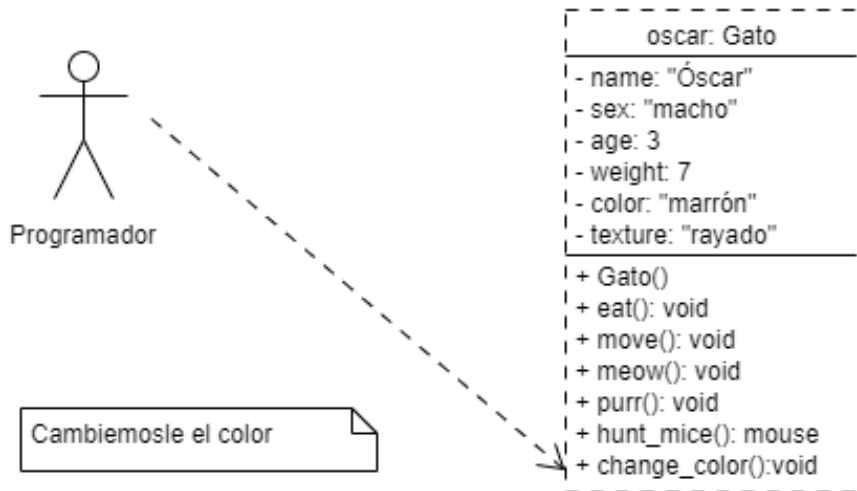 Programador
Cambiemosle el color
oscar: Gato
- name: "Óscar"
- sex: "macho"
- age: 3
- weight: 7
- color: "marrón"
- texture: "rayado"
+ Gato()
+ eat(): void
+ move(): void
+ meow(): void
+ purr(): void
+ hunt_mice(): mouse
+ change_color():void